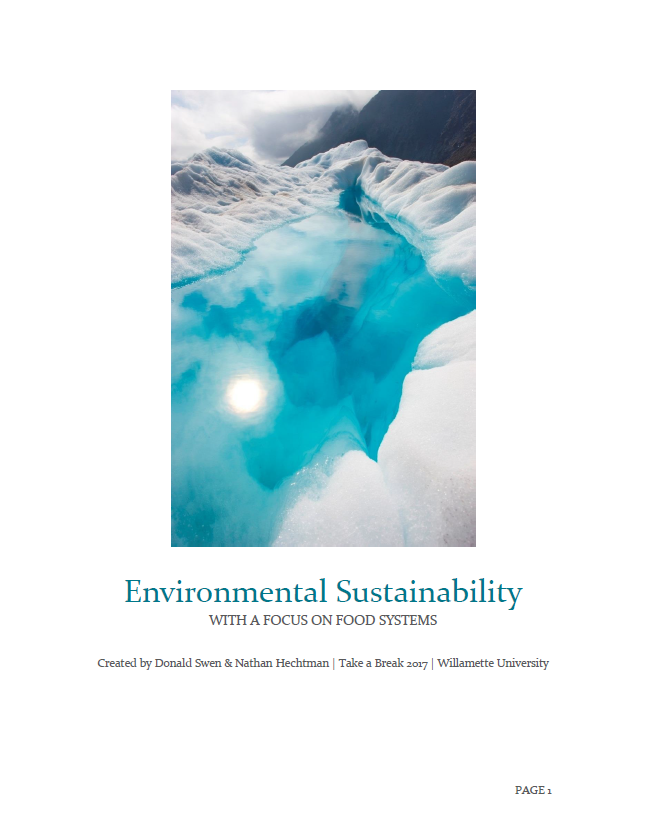 Environmental Sustainability
WITH A FOCUS ON FOOD SYSTEMS
Created by Donald Swen & Nathan Hechtman | Take a Break 2017 | Willamette University
PAGE 1